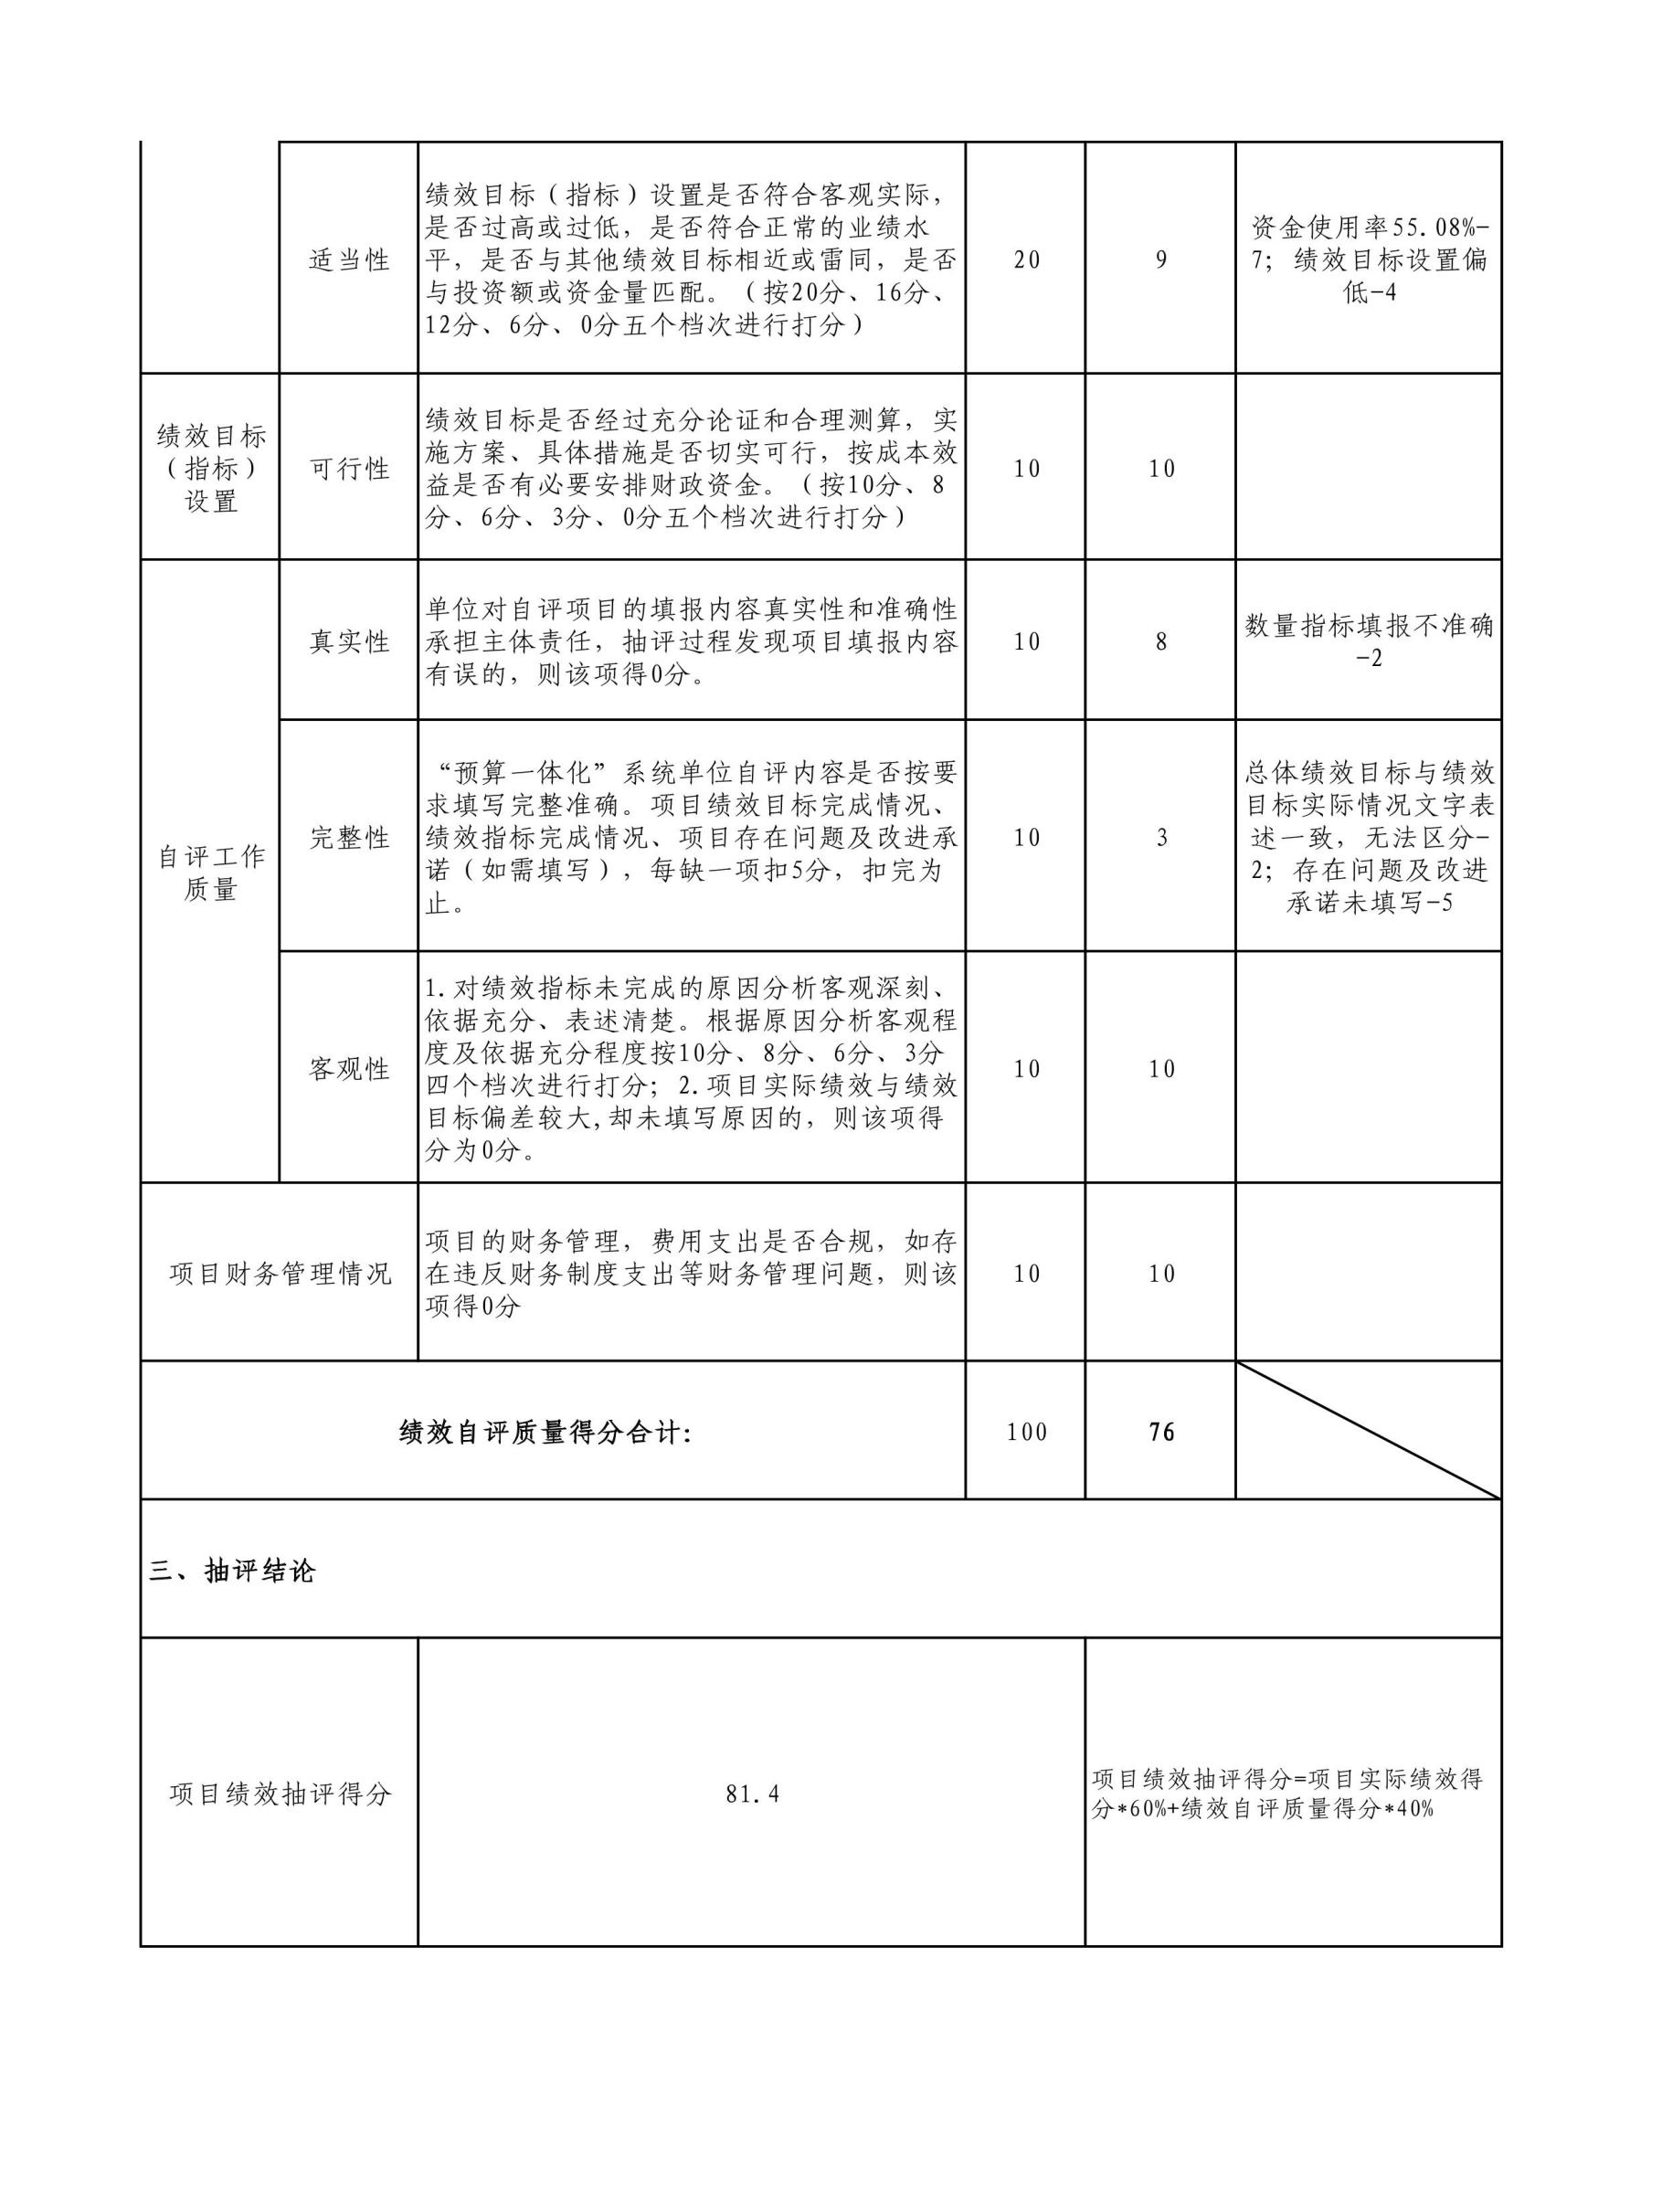 适当性
绩效目标（指标）设置是否符合客观实际，
是否过高或过低，是否符合正常的业绩水
平，是否与其他绩效目标相近或雷同，是否
与投资额或资金量匹配。（按20分、16分、
12分、6分、0分五个档次进行打分）
20
9
资金使用率55.08%-
7；绩效目标设置偏
低-4
绩效目标
（指标）
设置
可行性
绩效目标是否经过充分论证和合理测算，实
施方案、具体措施是否切实可行，按成本效
益是否有必要安排财政资金。（按10分、8
分、6分、3分、0分五个档次进行打分）
10
10
自评工作
质量
真实性
单位对自评项目的填报内容真实性和准确性
承担主体责任，抽评过程发现项目填报内容
有误的，则该项得0分。
10
8
数量指标填报不准确
-2
完整性
“预算一体化”系统单位自评内容是否按要
求填写完整准确。项目绩效目标完成情况、
绩效指标完成情况、项目存在问题及改进承
诺（如需填写），每缺一项扣5分，扣完为
止。
10
3
总体绩效目标与绩效
目标实际情况文字表
述一致，无法区分-
2；存在问题及改进
承诺未填写-5
客观性
1.对绩效指标未完成的原因分析客观深刻、
依据充分、表述清楚。根据原因分析客观程
度及依据充分程度按10分、8分、6分、3分
四个档次进行打分；2.项目实际绩效与绩效
目标偏差较大,却未填写原因的，则该项得
分为0分。
10
10
项目财务管理情况
项目的财务管理，费用支出是否合规，如存
在违反财务制度支出等财务管理问题，则该
项得0分
10
10
绩效自评质量得分合计：
100
76
三、抽评结论
项目绩效抽评得分
81.4
项目绩效抽评得分=项目实际绩效得
分*60%+绩效自评质量得分*40%